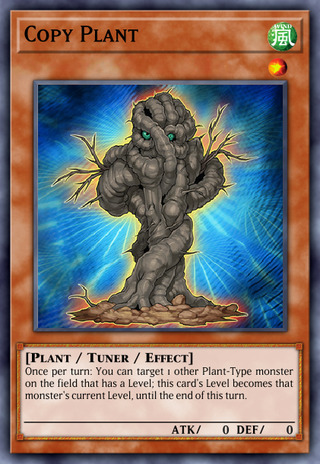 Copy Plant
WIND
風
[Plant / Tuner / Effect]
Once per turn: You can target 1 other Plant-Type monster
on the field that has a Level; this card's Level becomes that
monster's current Level, until the end of this turn.
ATK/ 0 DEF/ 0